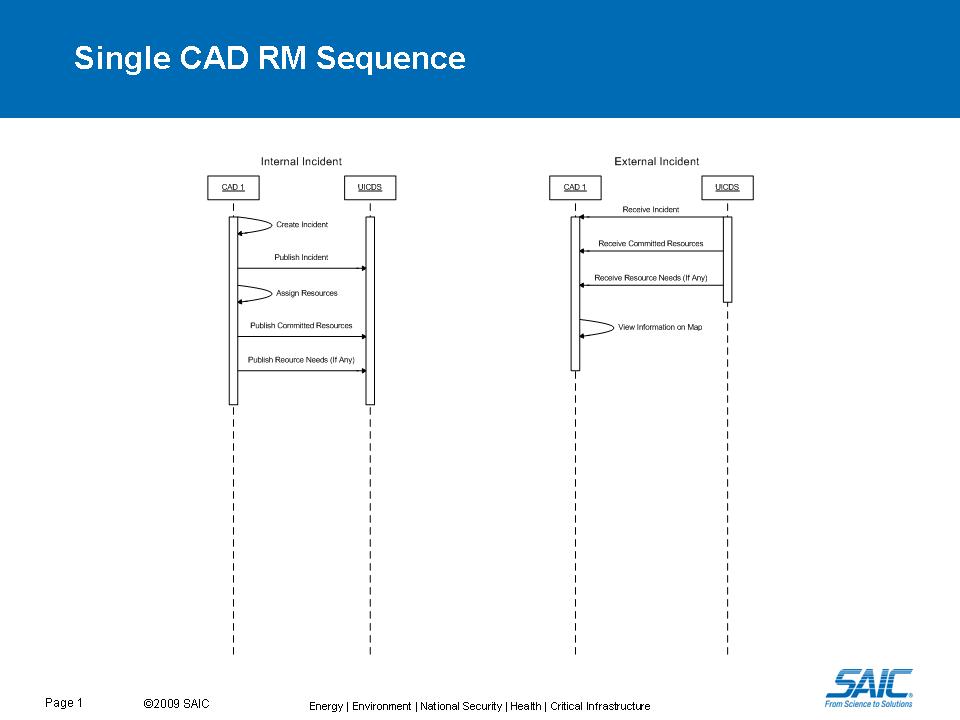 Single CAD RM Sequence
Internal Incident
CAD 1
UICDS
Create Incident
Publish Incident
Assign Resources
Publish Committed Resources
Publish Reource Needs (If Any)
External Incident
CAD 1
UICDS
Receive Incident
Receive Committed Resources
Receive Resource Needs (If Any)
View Information on Map
Page 1
©2009 SAIC
Energy | Environment | National Security | Health | Critical Infrastructure
SAIC
From Science to Solutions